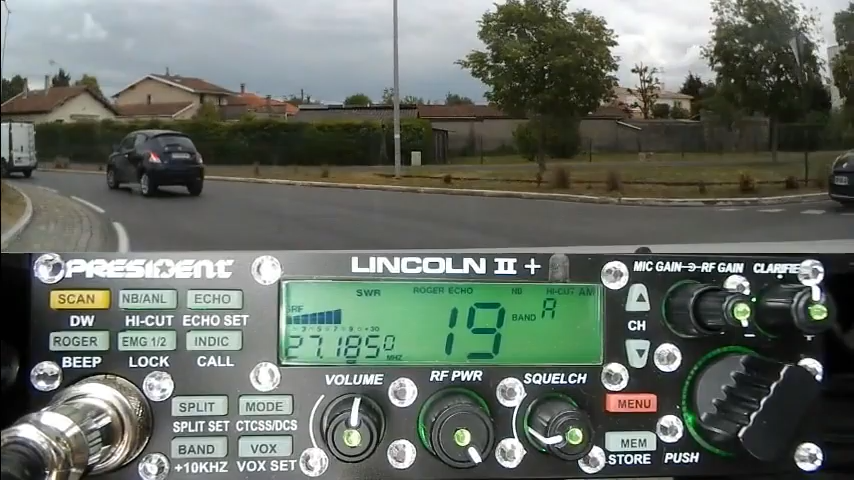 PRESIDENT
LINCOLN II +
MIC GAIN RF GAIN CLARIFIER
SCAN NB/ANL ECHO
DW HI-CUT ECHO SET
ROGER EMG 1/2 INDIC
BEEP LOCK CALL
SWR ROGER ECHO NB HI-CUT AM
BAND A
19
27.1850 MHZ
CH
VOLUME RF PWR SQUELCH
SPLIT MODE
SPLIT SET CTCSS/DCS
BAND VOX
+10KHZ VOX SET
MENU
MEM
STORE PUSH